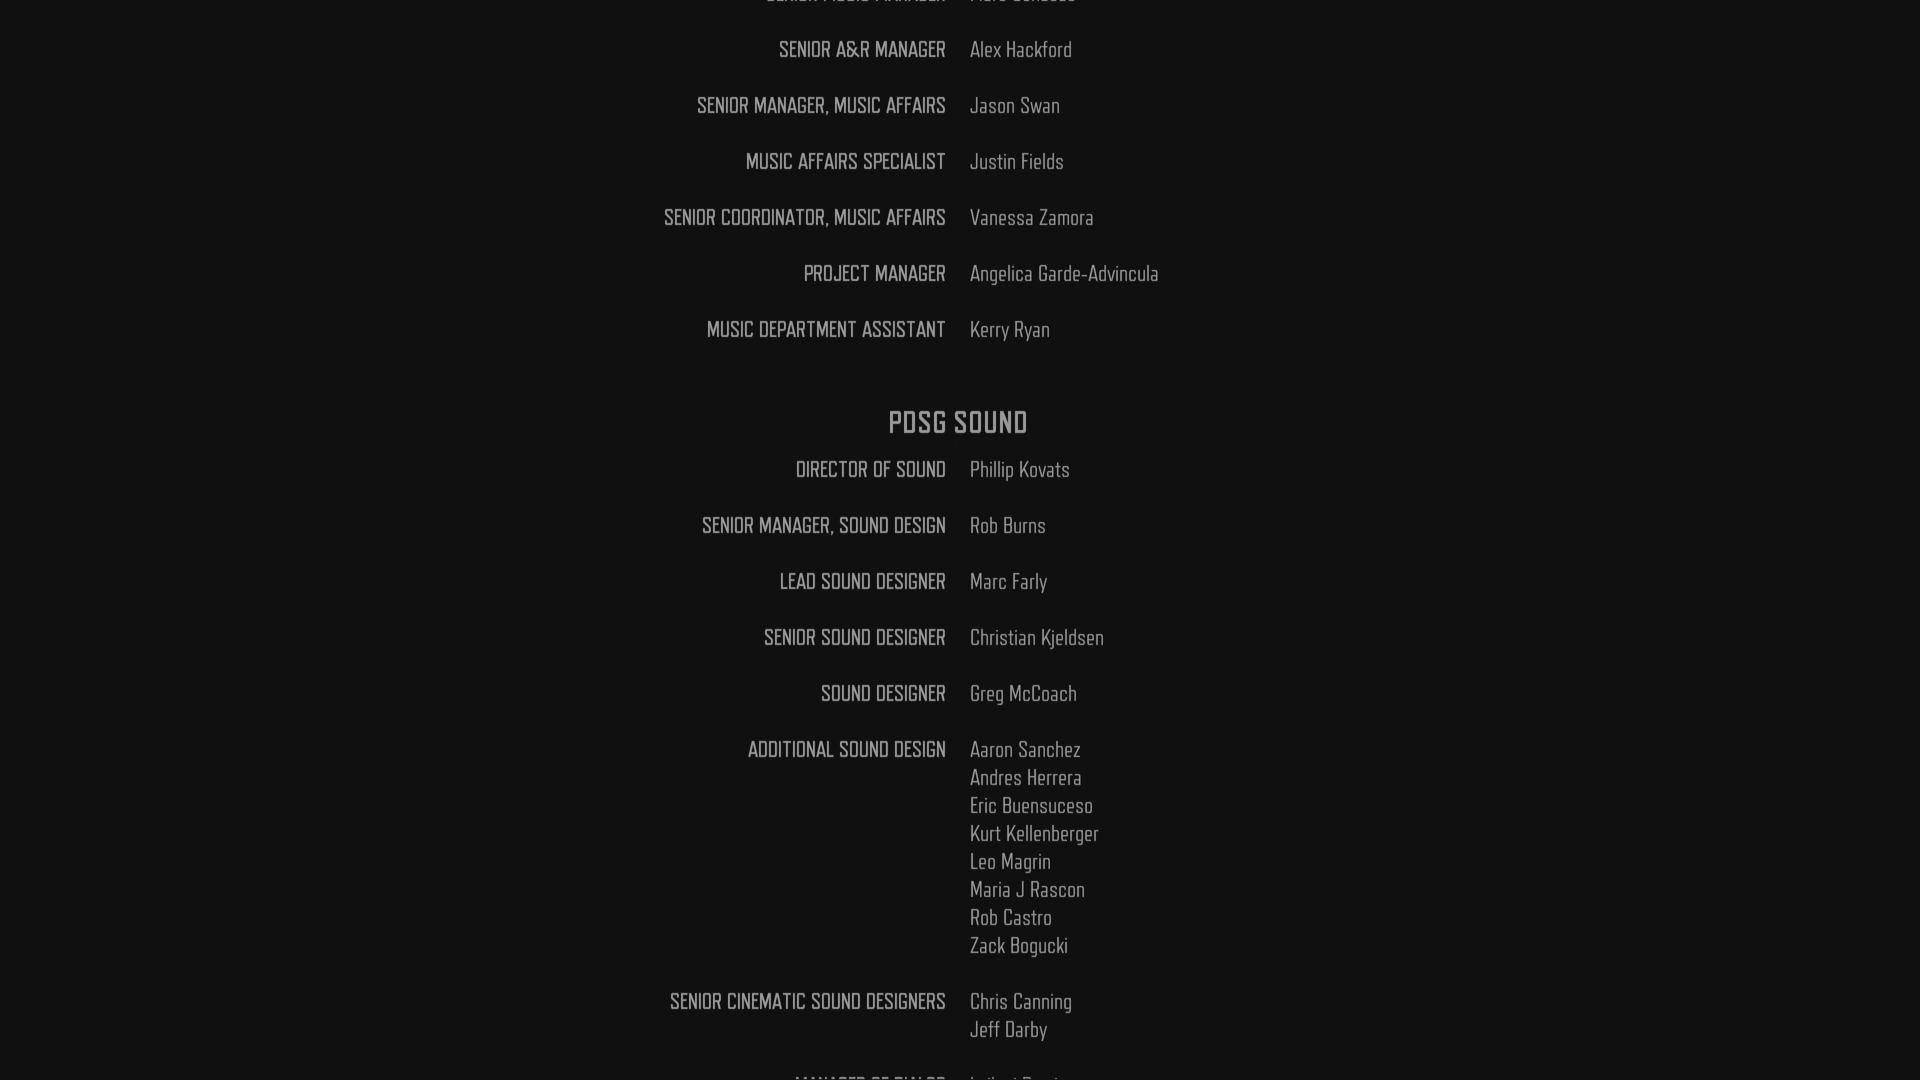 SENIOR A&R MANAGER Alex Hackford
SENIOR MANAGER, MUSIC AFFAIRS Jason Swan
MUSIC AFFAIRS SPECIALIST Justin Fields
SENIOR COORDINATOR, MUSIC AFFAIRS Vanessa Zamora
PROJECT MANAGER Angelica Garde-Advincula
MUSIC DEPARTMENT ASSISTANT Kerry Ryan
PDSG SOUND
DIRECTOR OF SOUND Phillip Kovats
SENIOR MANAGER, SOUND DESIGN Rob Burns
LEAD SOUND DESIGNER Marc Farly
SENIOR SOUND DESIGNER Christian Kjeldsen
SOUND DESIGNER Greg McCoach
ADDITIONAL SOUND DESIGN Aaron Sanchez
Andres Herrera
Eric Buensuceso
Kurt Kellenberger
Leo Magrin
Maria J Rascon
Rob Castro
Zack Bogucki
SENIOR CINEMATIC SOUND DESIGNERS Chris Canning
Jeff Darby